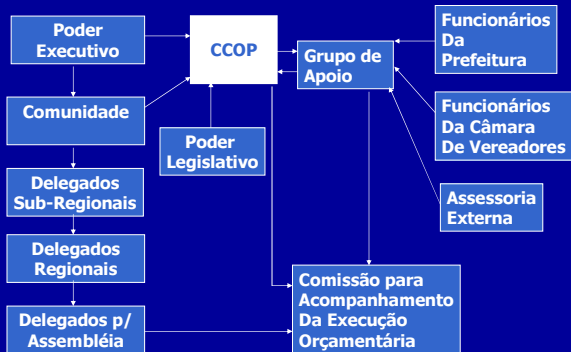 Poder
Executivo
CCOP
Grupo de
Apoio
Funcionários
Da
Prefeitura
Comunidade
Poder
Legislativo
Funcionários
Da Câmara
De Vereadores
Delegados
Sub-Regionais
Assessoria
Externa
Delegados
Regionais
Delegados p/
Assembléia
Comissão para
Acompanhamento
Da Execução
Orçamentária